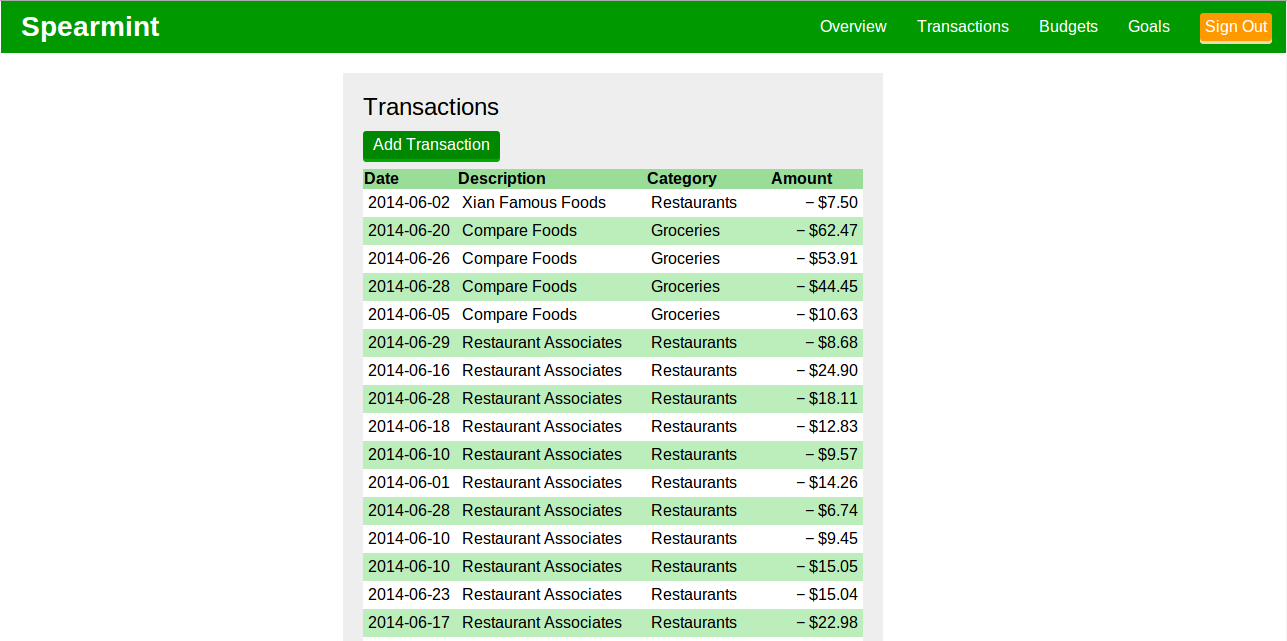 Spearmint Overview Transactions Budgets Goals Sign Out
Transactions
Add Transaction
Date Description Category Amount
2014-06-02 Xian Famous Foods Restaurants − $7.50
2014-06-20 Compare Foods Groceries − $62.47
2014-06-26 Compare Foods Groceries − $53.91
2014-06-28 Compare Foods Groceries − $44.45
2014-06-05 Compare Foods Groceries − $10.63
2014-06-29 Restaurant Associates Restaurants − $8.68
2014-06-16 Restaurant Associates Restaurants − $24.90
2014-06-28 Restaurant Associates Restaurants − $18.11
2014-06-18 Restaurant Associates Restaurants − $12.83
2014-06-10 Restaurant Associates Restaurants − $9.57
2014-06-01 Restaurant Associates Restaurants − $14.26
2014-06-28 Restaurant Associates Restaurants − $6.74
2014-06-10 Restaurant Associates Restaurants − $9.45
2014-06-10 Restaurant Associates Restaurants − $15.05
2014-06-23 Restaurant Associates Restaurants − $15.04
2014-06-17 Restaurant Associates Restaurants − $22.98